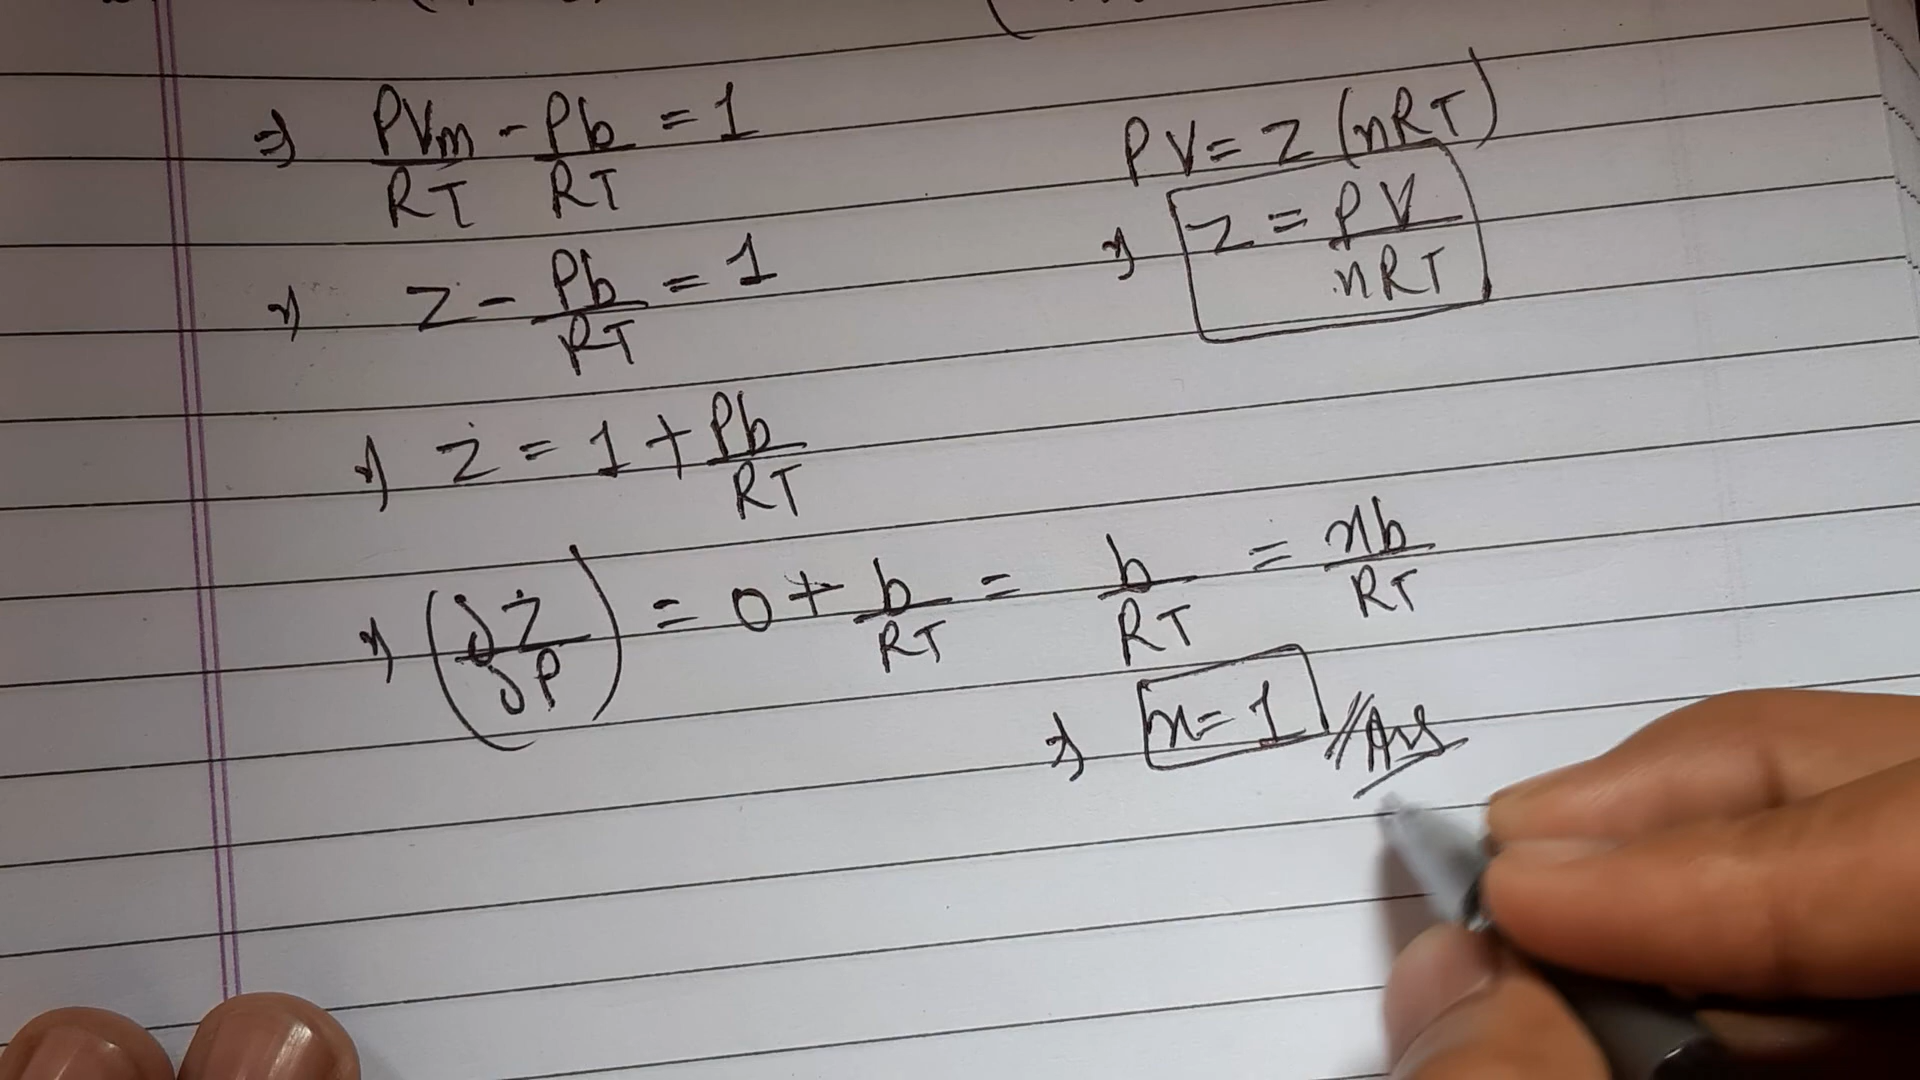 ⇒ PVm/RT - Pb/RT = 1
PV = Z (nRT)
⇒ Z = PV/nRT
⇒ Z - Pb/RT = 1
⇒ Z = 1 + Pb/RT
⇒ (∂Z/∂P) = 0 + b/RT = b/RT = xb/RT
⇒ x = 1 // Ans